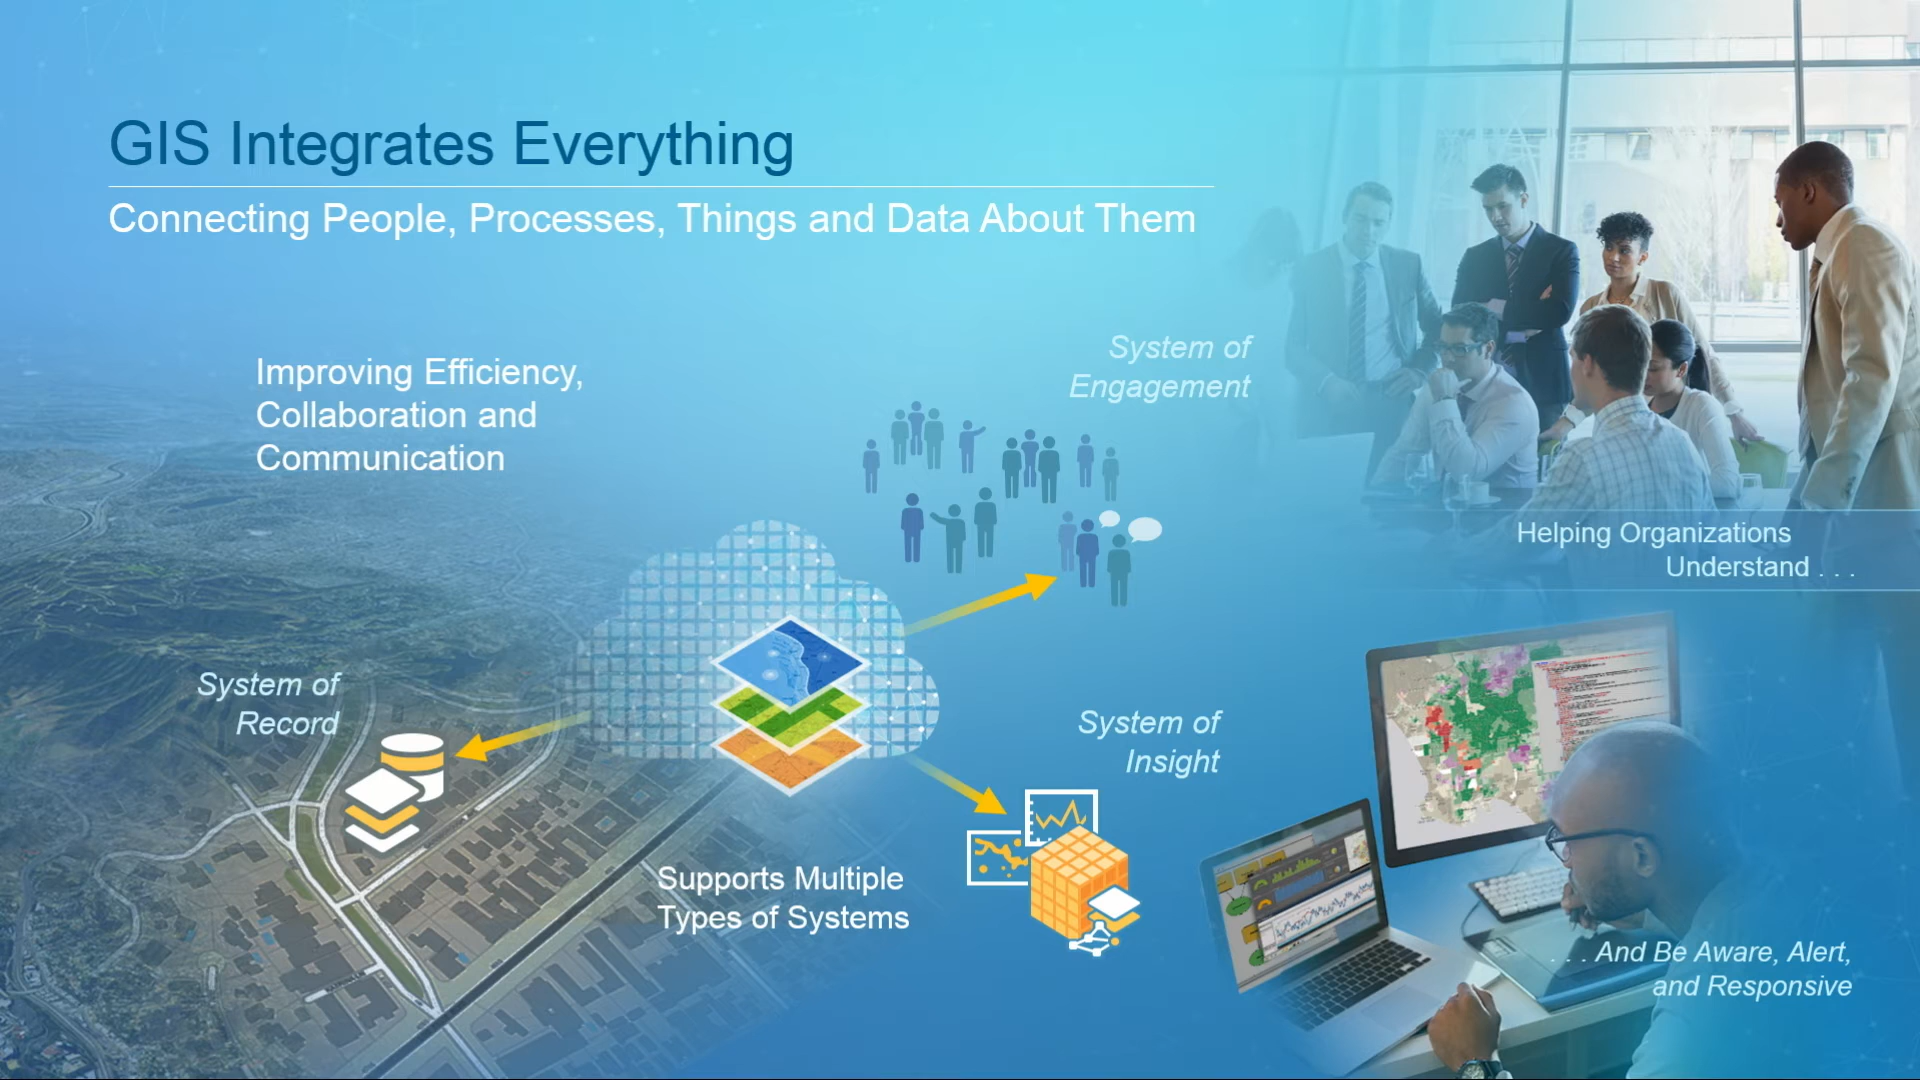 GIS Integrates Everything
Connecting People, Processes, Things and Data About Them
Improving Efficiency,
Collaboration and
Communication
System of
Engagement
Helping Organizations
Understand . . .
System of
Record
System of
Insight
Supports Multiple
Types of Systems
. . . And Be Aware, Alert,
and Responsive